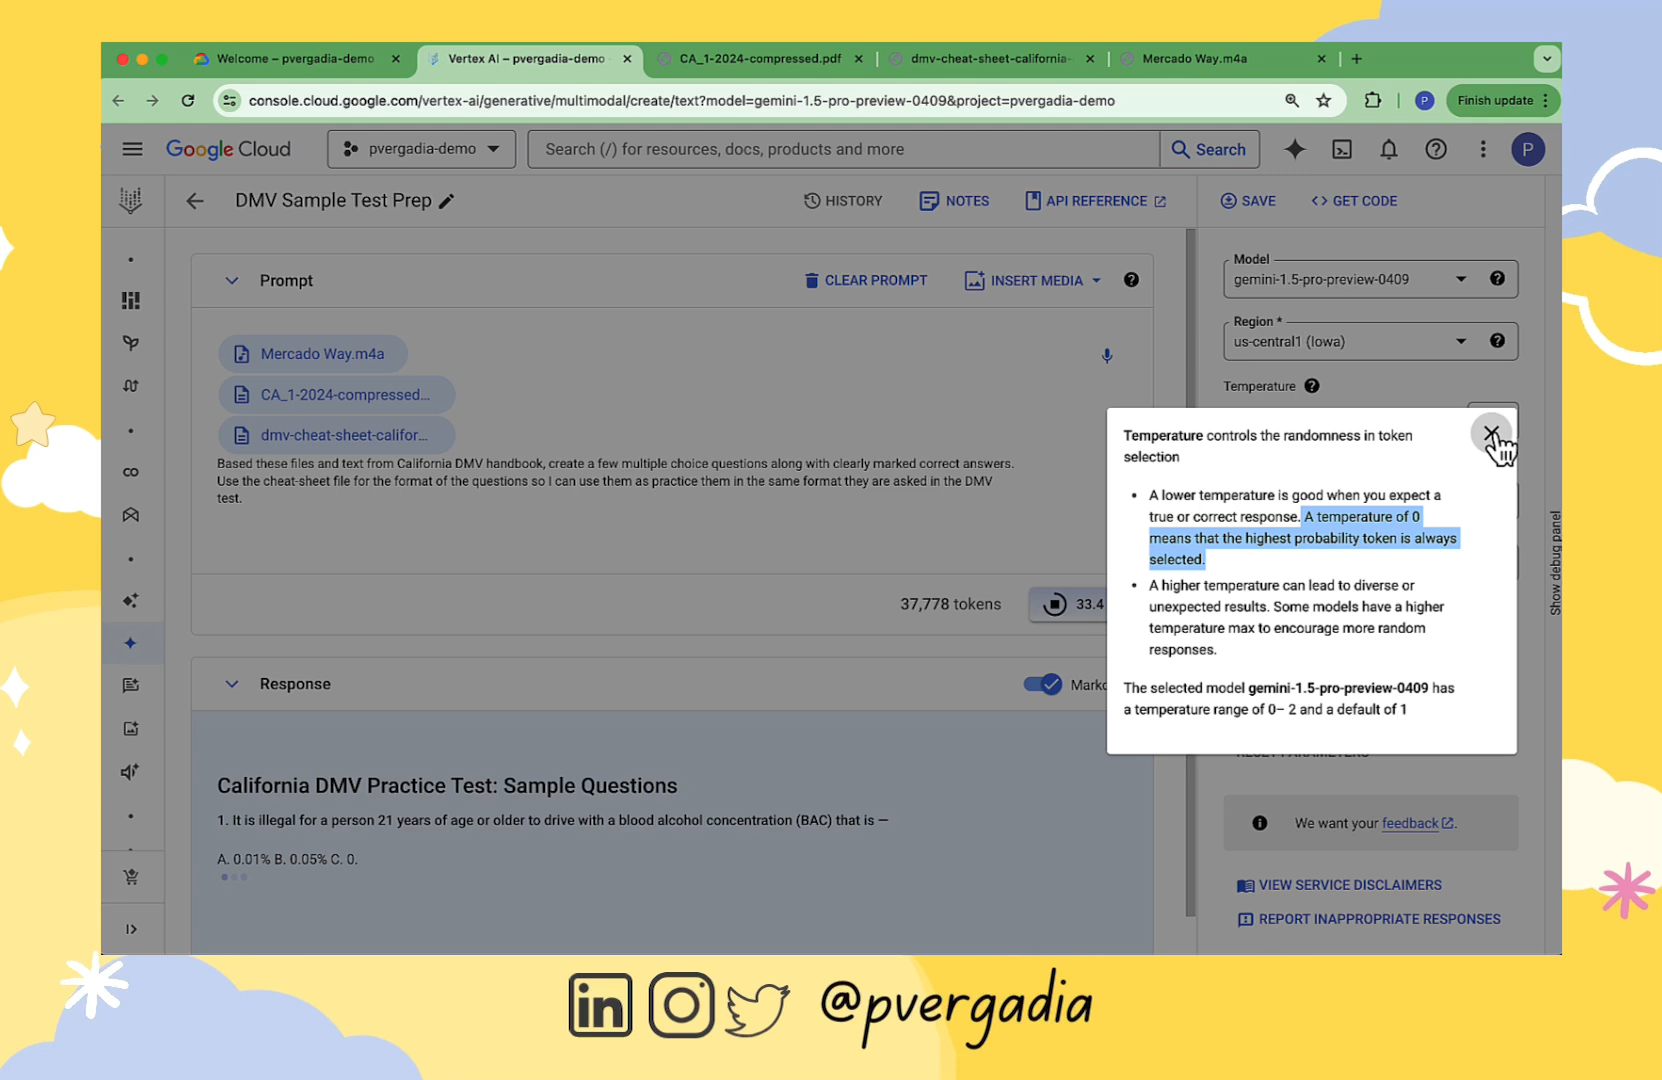 Welcome – pvergadia-demo
Vertex AI – pvergadia-demo
CA_1-2024-compressed.pdf
dmv-cheat-sheet-california-
Mercado Way.m4a
console.cloud.google.com/vertex-ai/generative/multimodal/create/text?model=gemini-1.5-pro-preview-0409&project=pvergadia-demo
P
Finish update
Google Cloud
pvergadia-demo
Search (/) for resources, docs, products and more
Search
P
DMV Sample Test Prep
HISTORY
NOTES
API REFERENCE
SAVE
<> GET CODE
Prompt
CLEAR PROMPT
INSERT MEDIA
Mercado Way.m4a
CA_1-2024-compressed...
dmv-cheat-sheet-califor...
Based these files and text from California DMV handbook, create a few multiple choice questions along with clearly marked correct answers.
Use the cheat-sheet file for the format of the questions so I can use them as practice them in the same format they are asked in the DMV
test.
37,778 tokens
33.4
Response
Markd
California DMV Practice Test: Sample Questions
1. It is illegal for a person 21 years of age or older to drive with a blood alcohol concentration (BAC) that is —
A. 0.01% B. 0.05% C. 0.
Model
gemini-1.5-pro-preview-0409
Region *
us-central1 (Iowa)
Temperature
Temperature controls the randomness in token
selection
• A lower temperature is good when you expect a
true or correct response. A temperature of 0
means that the highest probability token is always
selected.
• A higher temperature can lead to diverse or
unexpected results. Some models have a higher
temperature max to encourage more random
responses.
The selected model gemini-1.5-pro-preview-0409 has
a temperature range of 0– 2 and a default of 1
RESET PARAMETERS
We want your feedback.
VIEW SERVICE DISCLAIMERS
REPORT INAPPROPRIATE RESPONSES
Show debug panel
in
@pvergadia